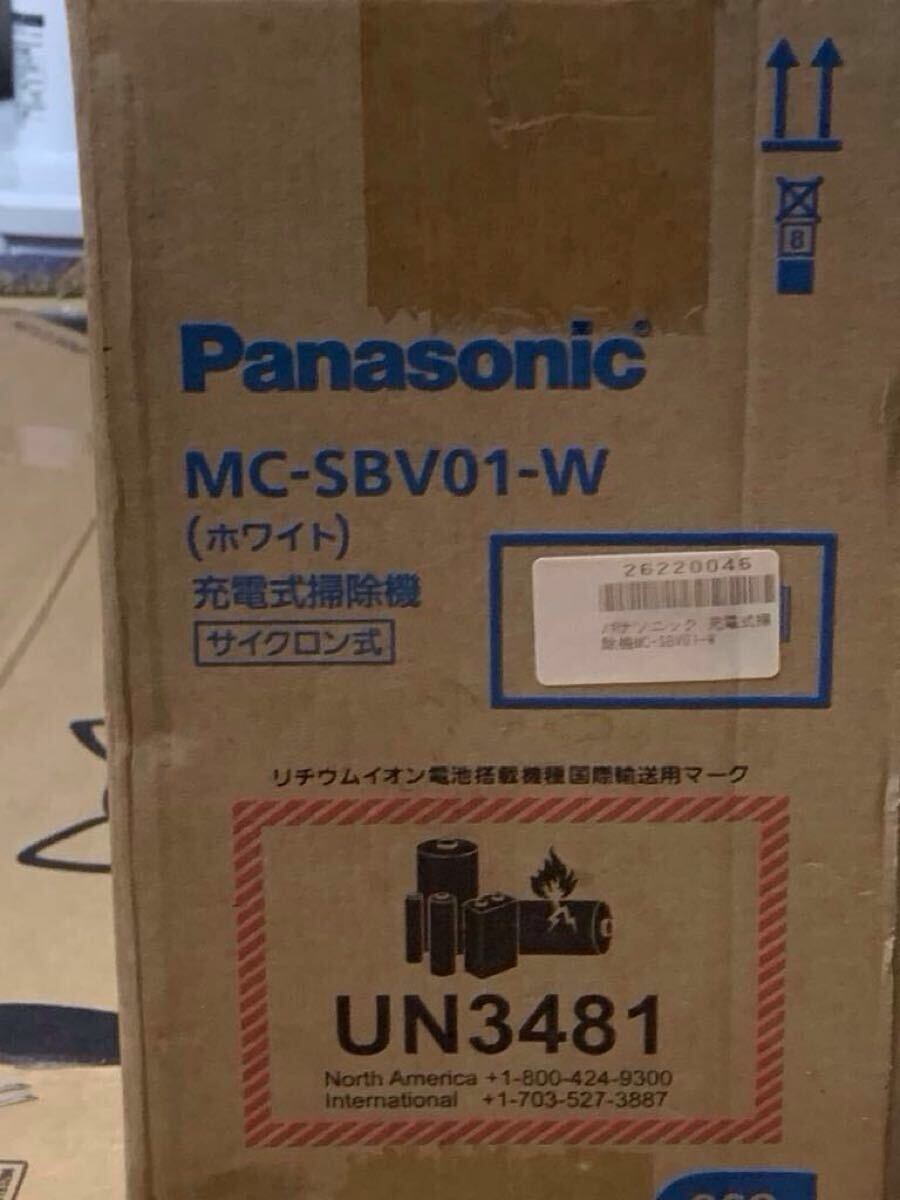 8
Panasonic
MC-SBV01-W
(ホワイト)
充電式掃除機
サイクロン式
26220046
パナソニック 充電式掃
除機MC-SBV01-W
リチウムイオン電池搭載機種国際輸送用マーク
UN3481
North America +1-800-424-9300
International +1-703-527-3887